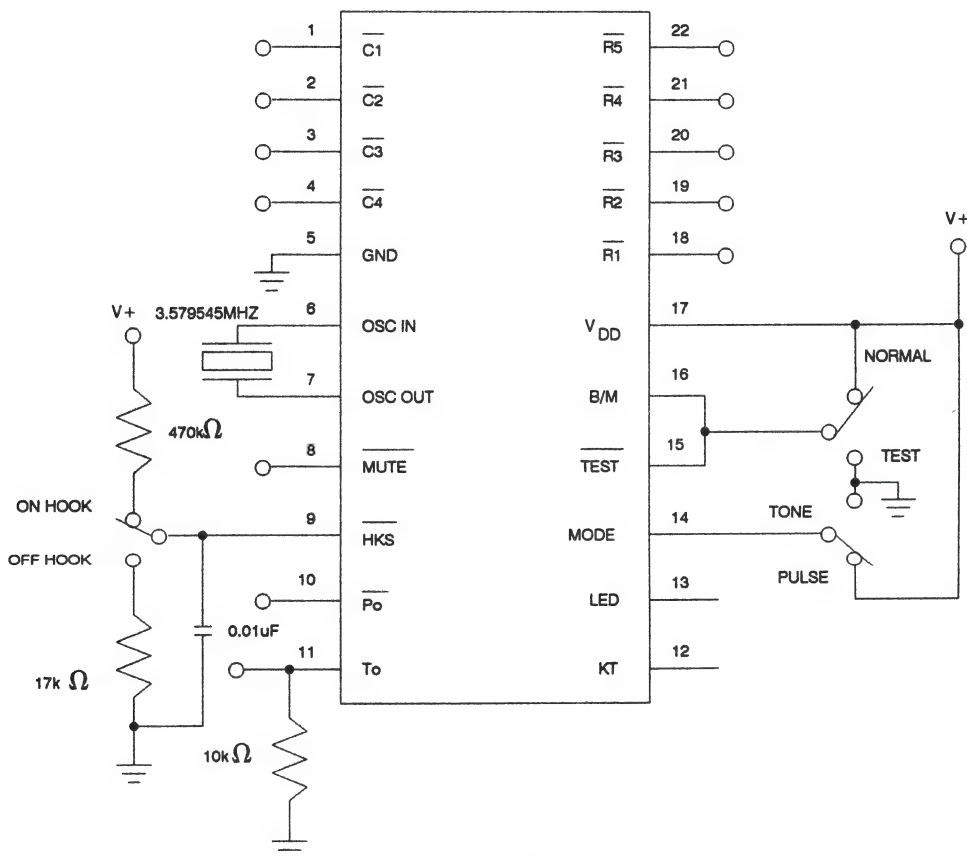 1
C1
2
C2
3
C3
4
C4
5
GND
V+
3.579545MHZ
6
OSC IN
7
OSC OUT
470kΩ
8
MUTE
ON HOOK
9
HKS
OFF HOOK
10
Po
0.01uF
11
To
17k Ω
10kΩ
22
R5
21
R4
20
R3
19
R2
18
R1
V+
17
VDD
NORMAL
16
B/M
15
TEST
TEST
14
MODE
TONE
PULSE
13
LED
12
KT